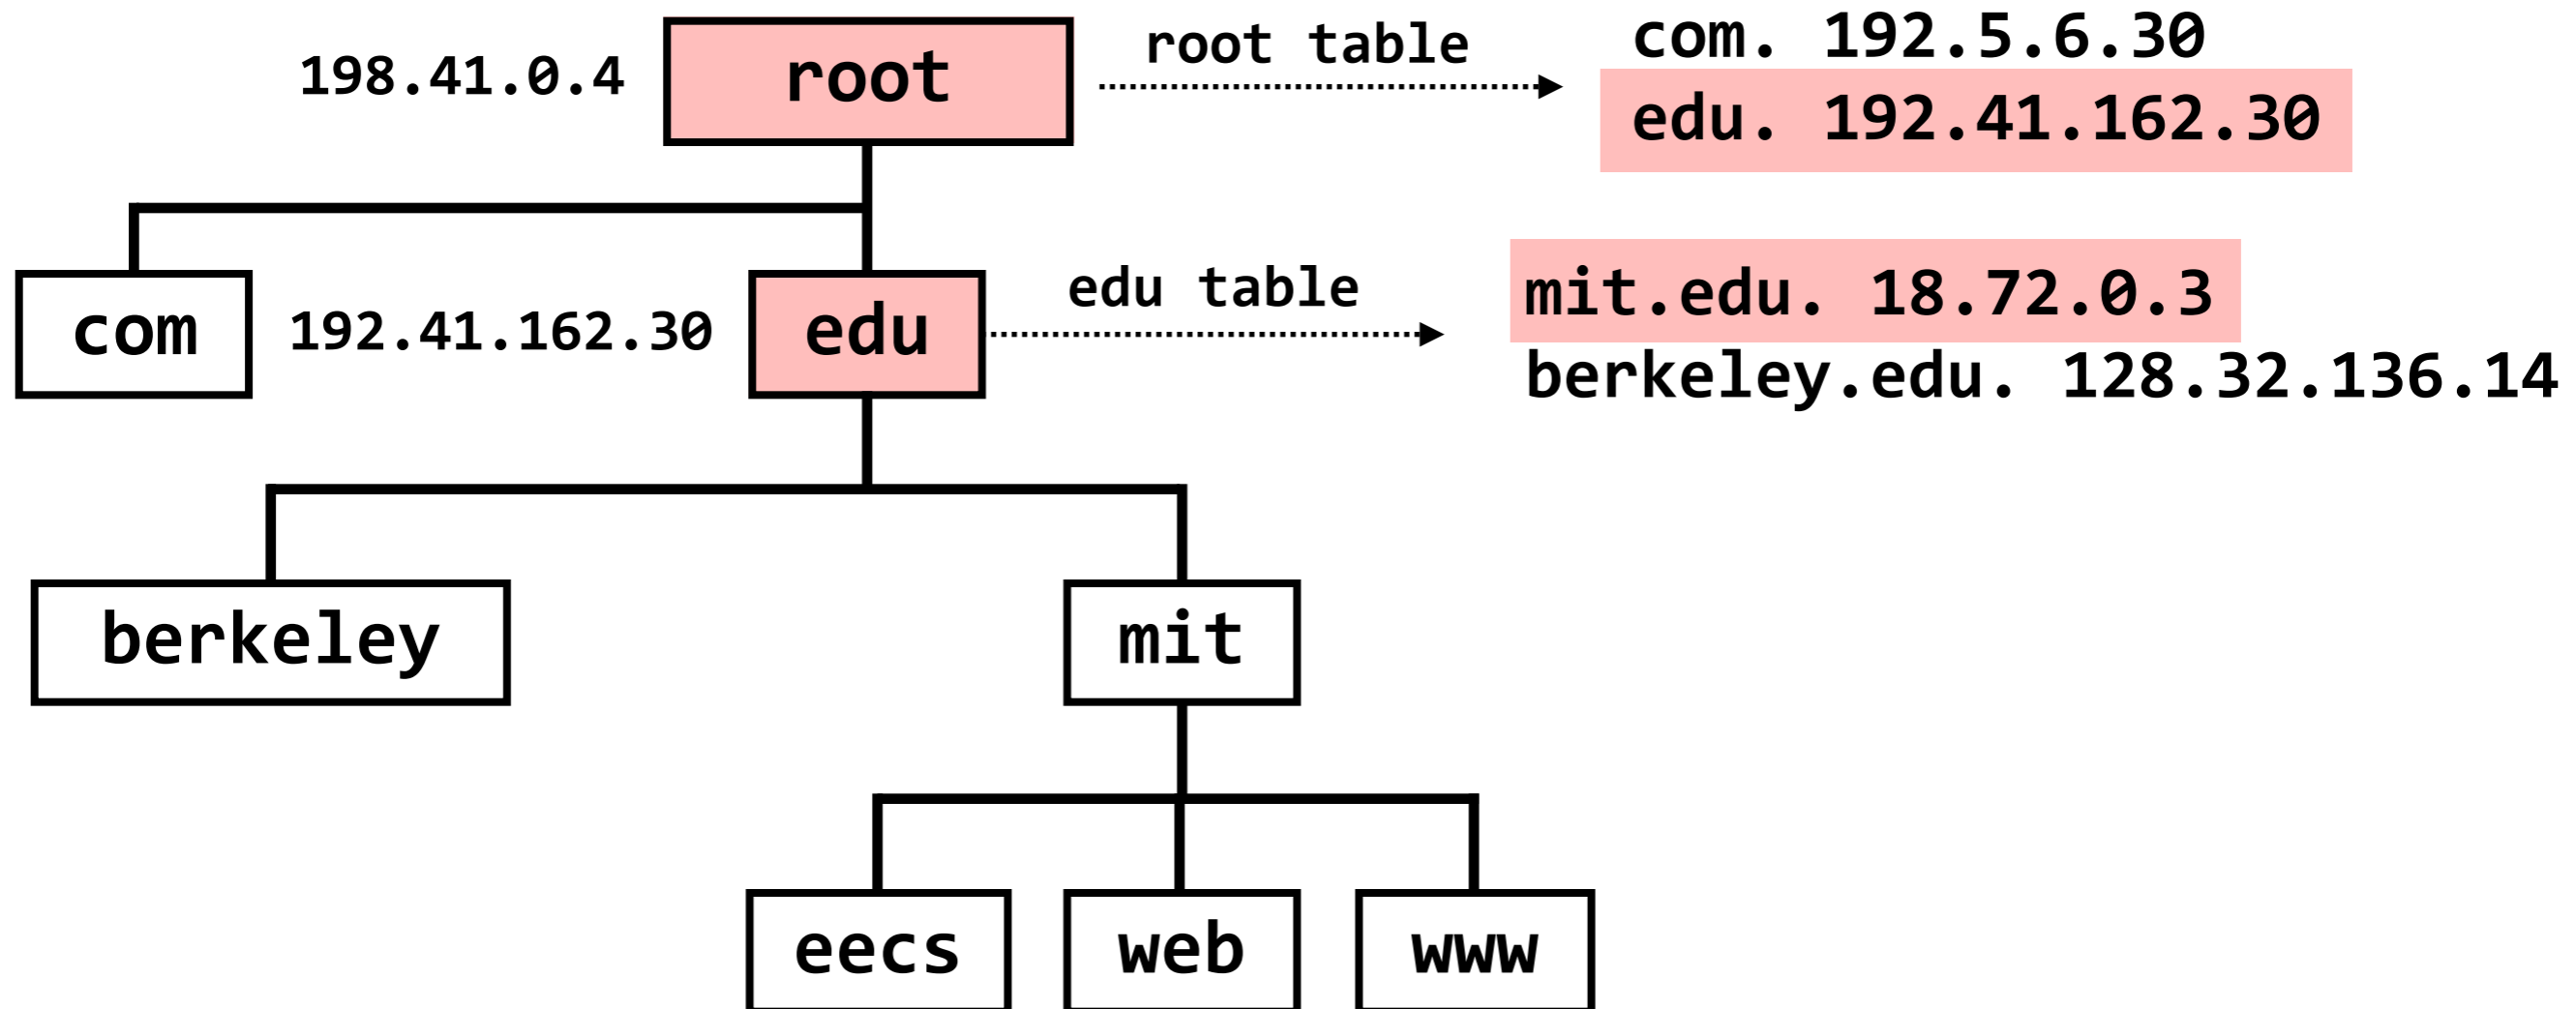 198.41.0.4
root
root table
com. 192.5.6.30
edu. 192.41.162.30
com
192.41.162.30
edu
edu table
mit.edu. 18.72.0.3
berkeley.edu. 128.32.136.14
berkeley
mit
eecs
web
www